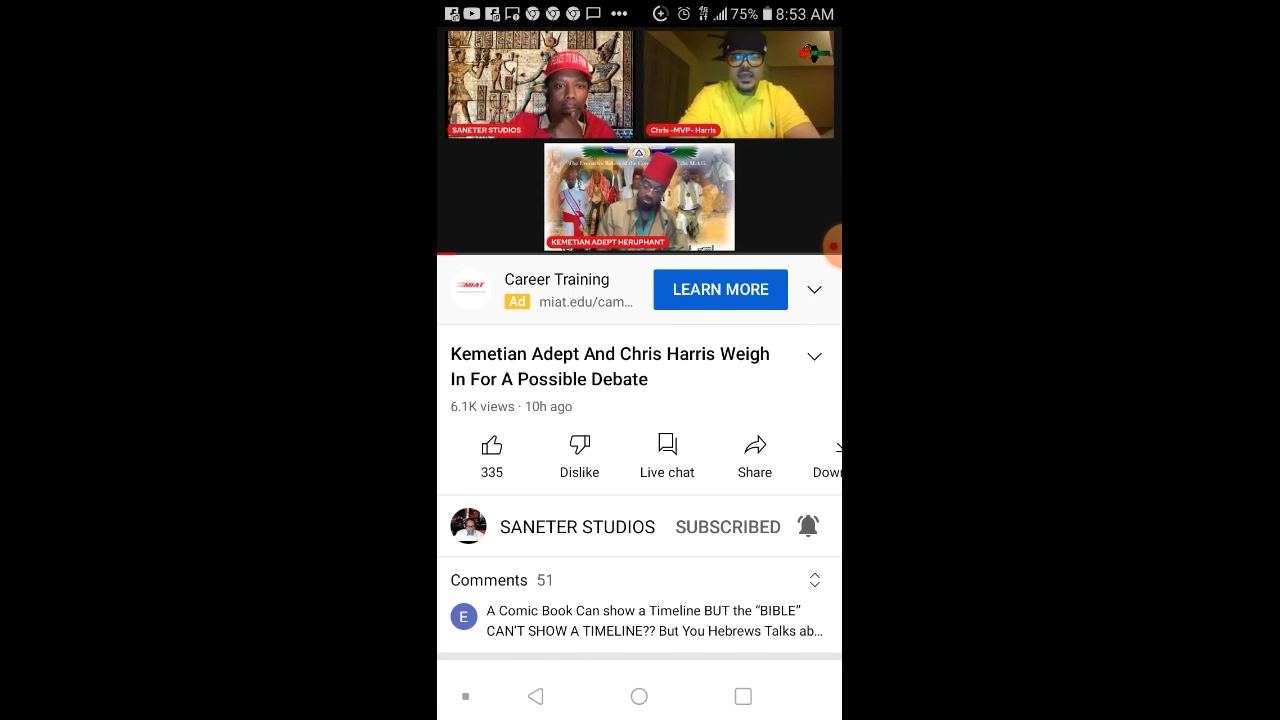 75% 8:53 AM
SANETER STUDIOS
Chris -MVP- Harris
KEMETIAN ADEPT HERUPHANT
MIAT
Career Training
LEARN MORE
Ad miat.edu/cam...
Kemetian Adept And Chris Harris Weigh
In For A Possible Debate
6.1K views · 10h ago
335 Dislike Live chat Share Down
SANETER STUDIOS SUBSCRIBED
Comments 51
E
A Comic Book Can show a Timeline BUT the “BIBLE”
CAN'T SHOW A TIMELINE?? But You Hebrews Talks ab...